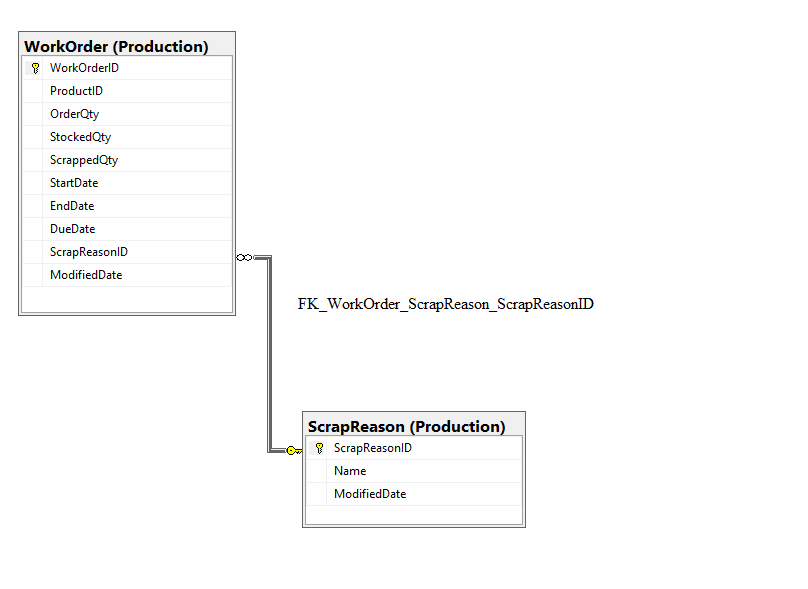 WorkOrder (Production)
WorkOrderID
ProductID
OrderQty
StockedQty
ScrappedQty
StartDate
EndDate
DueDate
ScrapReasonID
ModifiedDate
FK_WorkOrder_ScrapReason_ScrapReasonID
ScrapReason (Production)
ScrapReasonID
Name
ModifiedDate